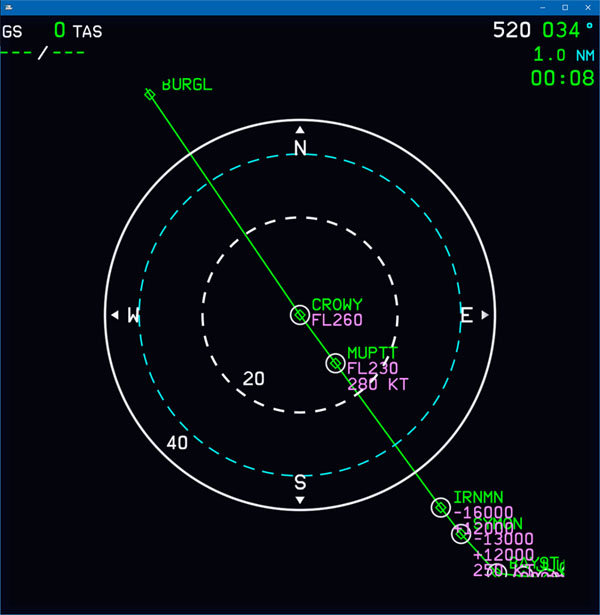 GS 0 TAS
---/---
520 034°
1.0 NM
00:08
BURGL
N
CROWY
FL260
W
E
MUPTT
FL230
280 KT
20
40
S
IRNMN
-16000
+12000
-13000
+12000